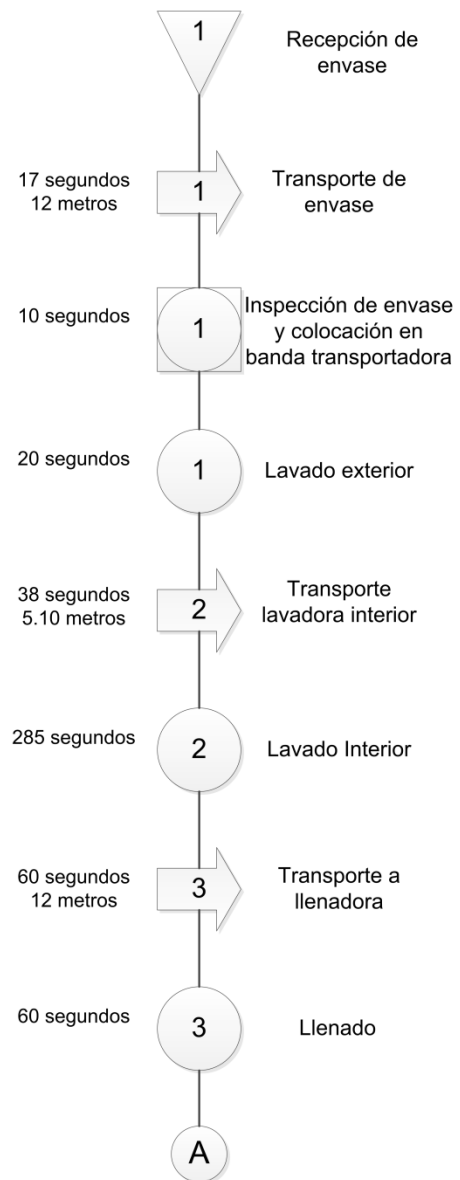 1
Recepción de
envase
17 segundos
12 metros
1
Transporte de
envase
10 segundos
1
Inspección de envase
y colocación en
banda transportadora
20 segundos
1
Lavado exterior
38 segundos
5.10 metros
2
Transporte
lavadora interior
285 segundos
2
Lavado Interior
60 segundos
12 metros
3
Transporte a
llenadora
60 segundos
3
Llenado
A